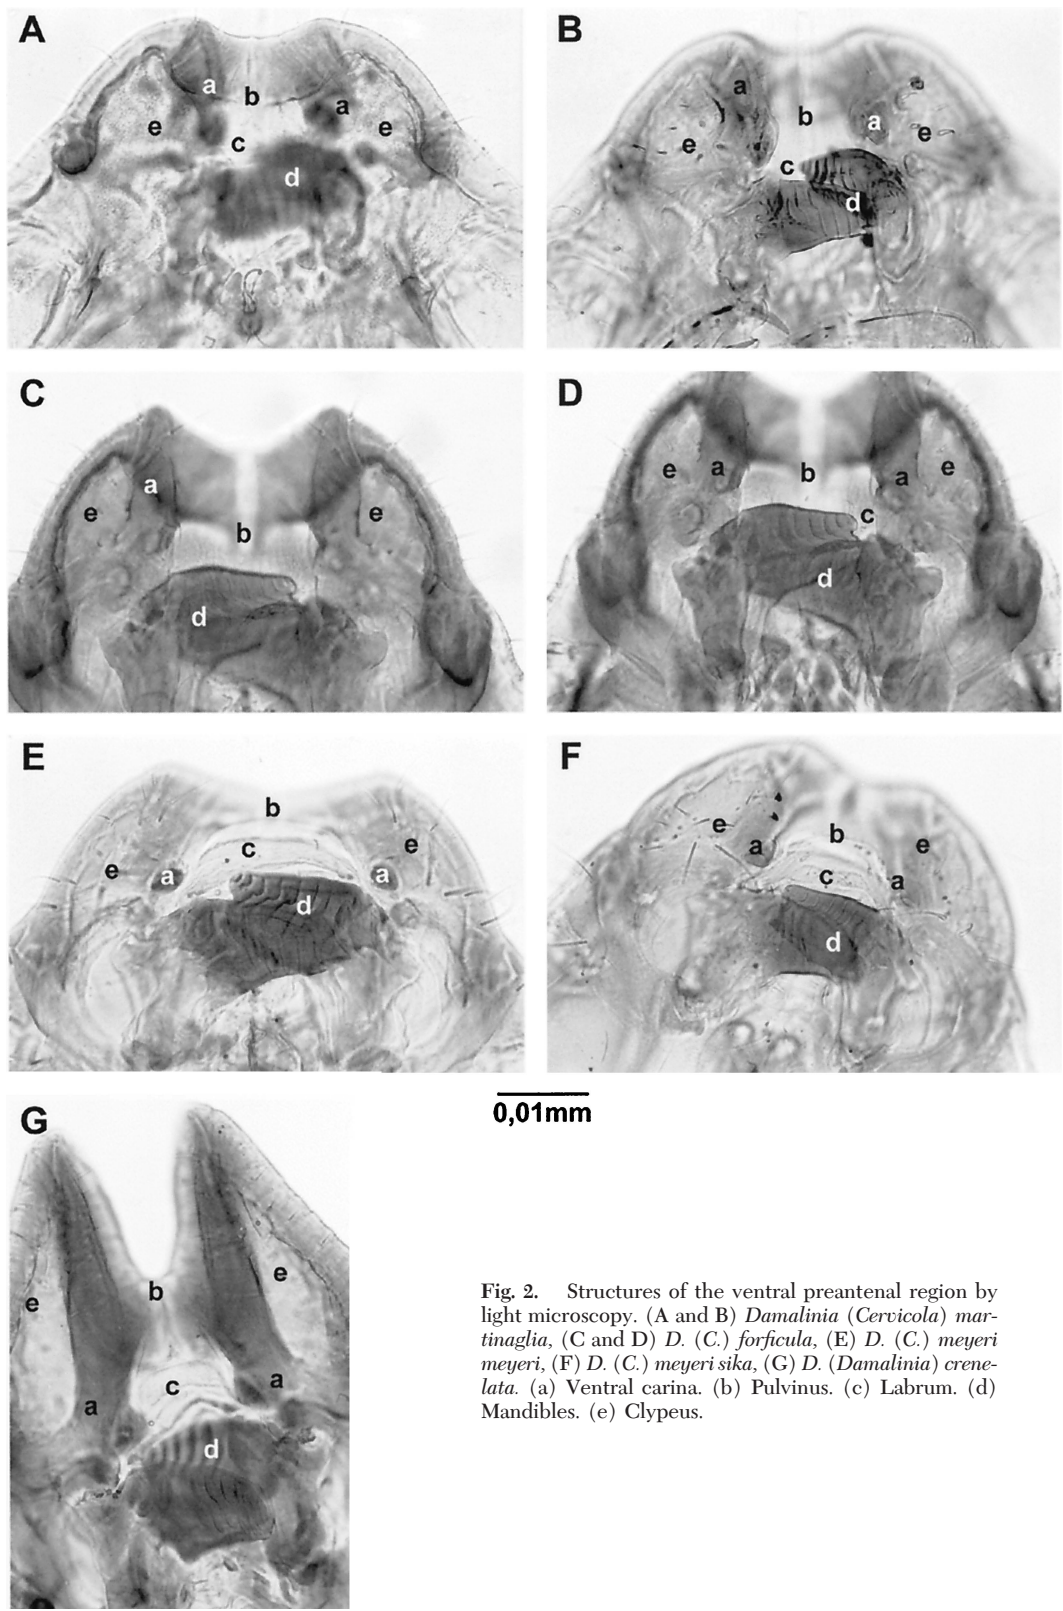 A
B
a
b
a
e
e
c
d
a
b
a
e
e
c
d
C
D
a
e
e
b
d
e
a
b
a
e
c
d
E
F
b
c
e
e
a
a
d
e
a
b
e
c
a
d
0,01mm
G
e
b
e
c
a
a
d
Fig. 2. Structures of the ventral preantenal region by
light microscopy. (A and B) Damalinia (Cervicola) mar-
tinaglia, (C and D) D. (C.) forficula, (E) D. (C.) meyeri
meyeri, (F) D. (C.) meyeri sika, (G) D. (Damalinia) crene-
lata. (a) Ventral carina. (b) Pulvinus. (c) Labrum. (d)
Mandibles. (e) Clypeus.